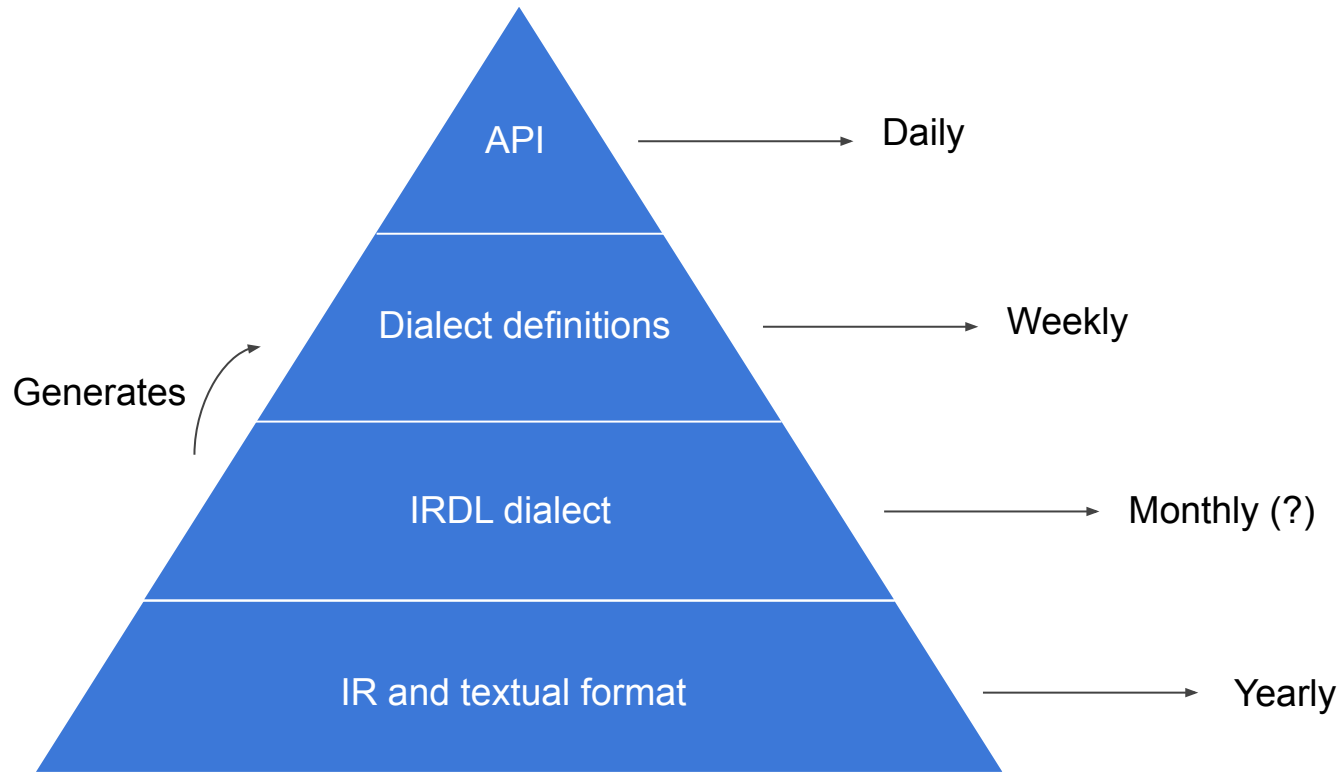 API
Daily
Dialect definitions
Weekly
Generates
IRDL dialect
Monthly (?)
IR and textual format
Yearly